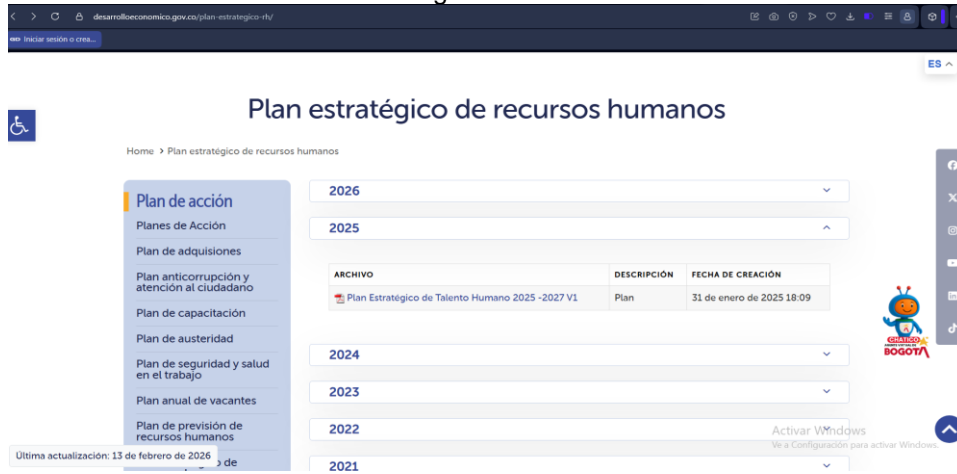 desarrolloeconomico.gov.co/plan-estrategico-rh/
Iniciar sesión o crea...
ES
Plan estratégico de recursos humanos
Home > Plan estratégico de recursos humanos
Plan de acción
Planes de Acción
Plan de adquisiones
Plan anticorrupción y
atención al ciudadano
Plan de capacitación
Plan de austeridad
Plan de seguridad y salud
en el trabajo
Plan anual de vacantes
Plan de previsión de
recursos humanos
de
2026
2025
ARCHIVO DESCRIPCIÓN FECHA DE CREACIÓN
Plan Estratégico de Talento Humano 2025 -2027 V1 Plan 31 de enero de 2025 18:09
2024
2023
2022
2021
CHATICO
BOGOTÁ
Activar Windows
Ve a Configuración para activar Windows.
Última actualización: 13 de febrero de 2026